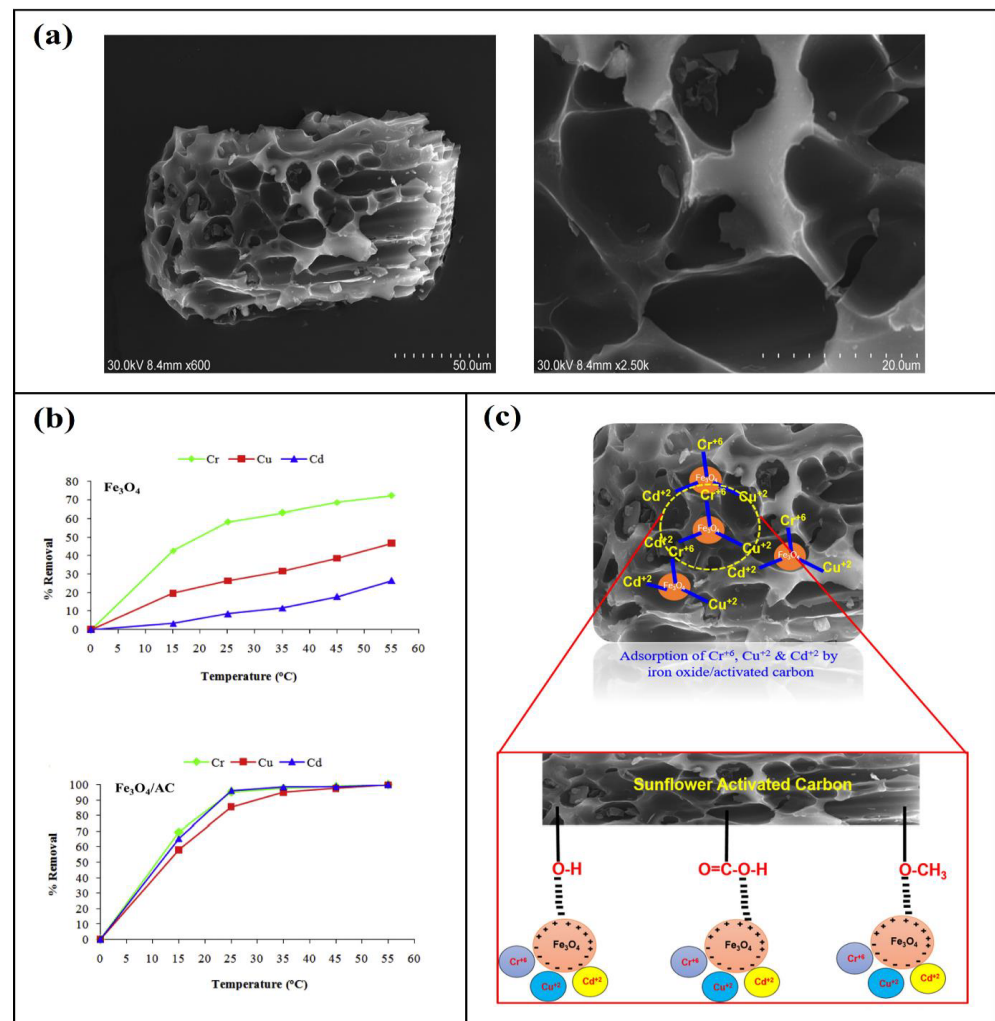 (a)
30.0kV 8.4mm x600
50.0um
30.0kV 8.4mm x2.50k
20.0um
(b)
Cr Cu Cd
Fe₃O₄
80
70
60
50
40
30
20
10
0
% Removal
0 5 10 15 20 25 30 35 40 45 50 55 60
Temperature (°C)
Cr Cu Cd
Fe₃O₄/AC
100
90
80
70
60
50
40
30
20
10
0
% Removal
0 5 10 15 20 25 30 35 40 45 50 55 60
Temperature (°C)
(c)
Cr⁺⁶
Fe₃O₄
Cd⁺² Cr⁺⁶ Cu⁺²
Fe₃O₄
Cr⁺⁶
Cd⁺² Cr⁺⁶ Cu⁺² Fe₃O₄
Cd⁺² Cu⁺²
Cd⁺² Fe₃O₄
Cu⁺²
Adsorption of Cr⁺⁶, Cu⁺² & Cd⁺² by
iron oxide/activated carbon
Sunflower Activated Carbon
O-H O=C-O-H O-CH₃
Fe₃O₄ Fe₃O₄ Fe₃O₄
Cr⁺⁶ Cr⁺⁶ Cr⁺⁶
Cu⁺² Cd⁺² Cu⁺² Cd⁺² Cu⁺² Cd⁺²